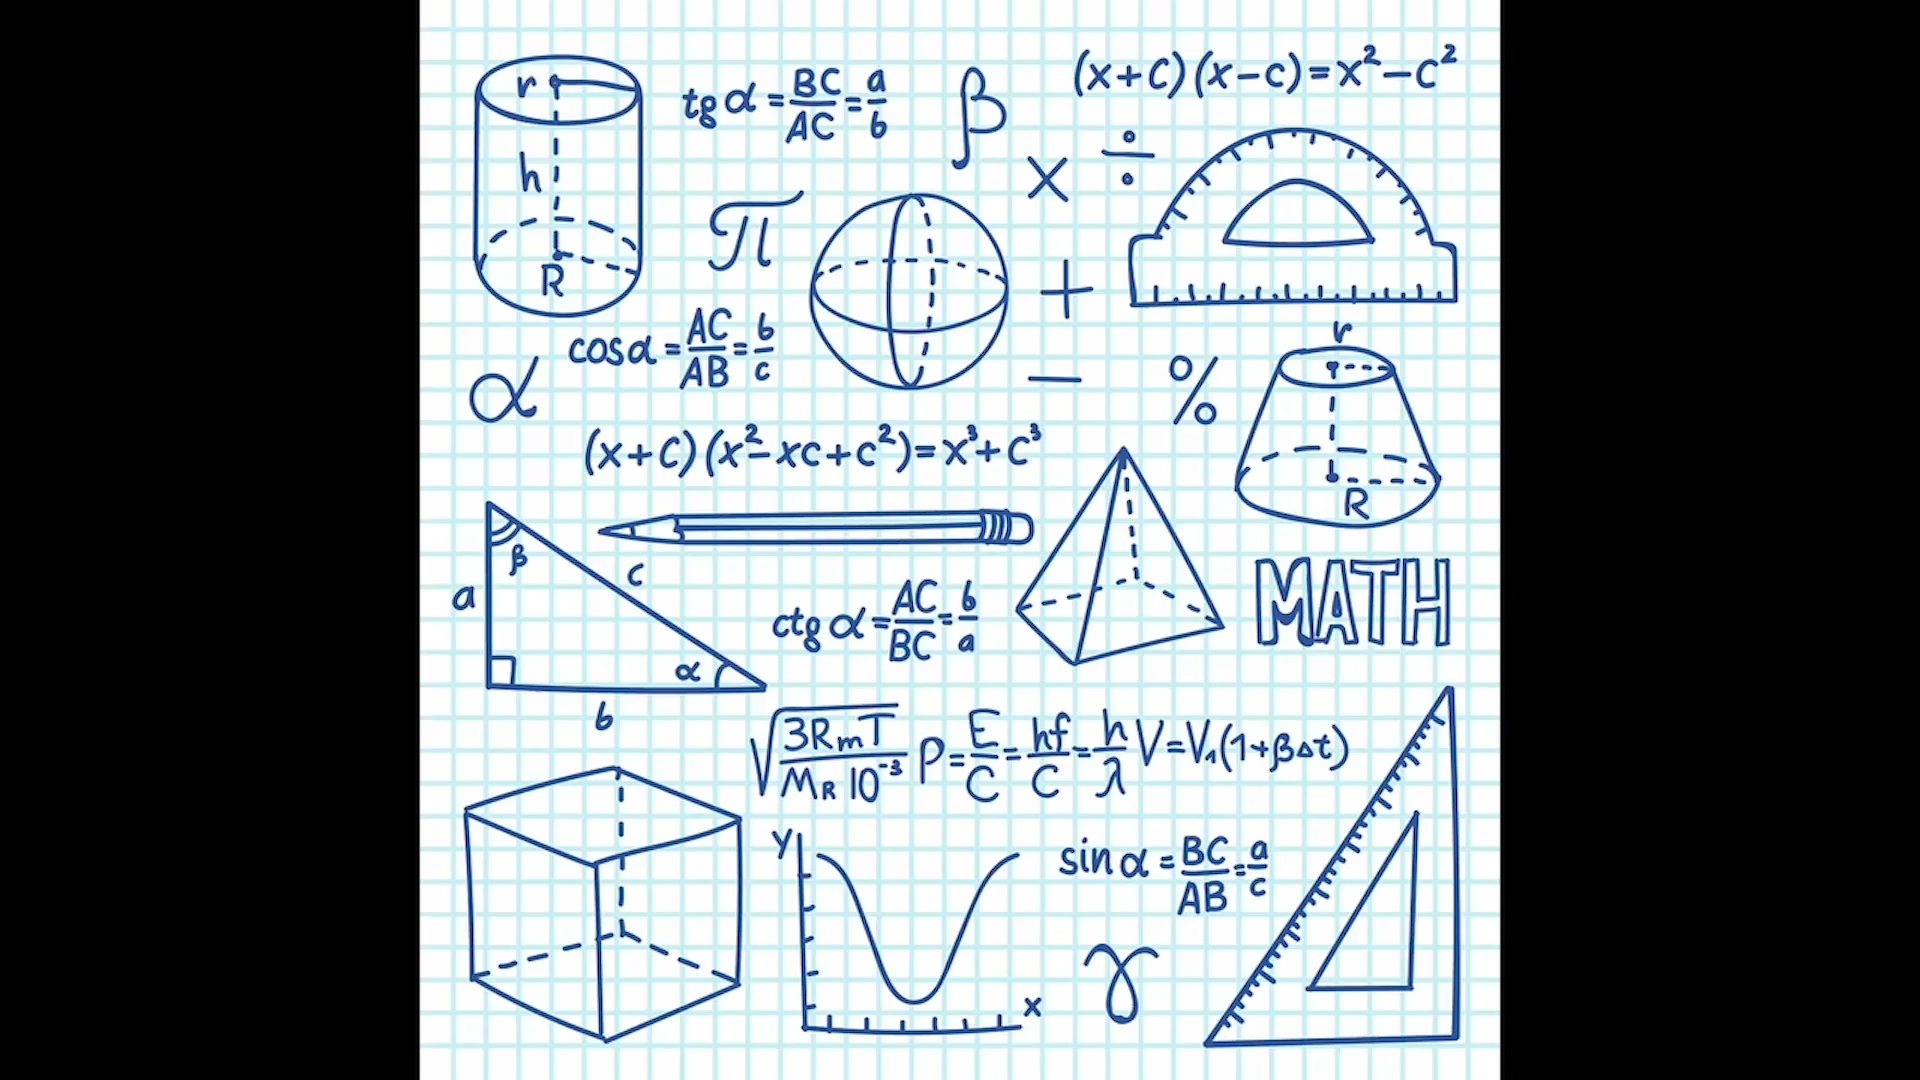 r
h
R
tg α = BC/AC = a/b
β
(x+c)(x-c)=x²-c²
×
÷
π
+
cosα = AC/AB = b/c
α
−
%
r
R
(x+c)(x²-xc+c²)=x³+c³
β
a
c
α
b
ctg α = AC/BC = b/a
MATH
√3RmT/MR 10⁻³
P=E/C=hf/C=h/λ
V=V₁(1+βΔt)
y
x
sin α = BC/AB = a/c
γ